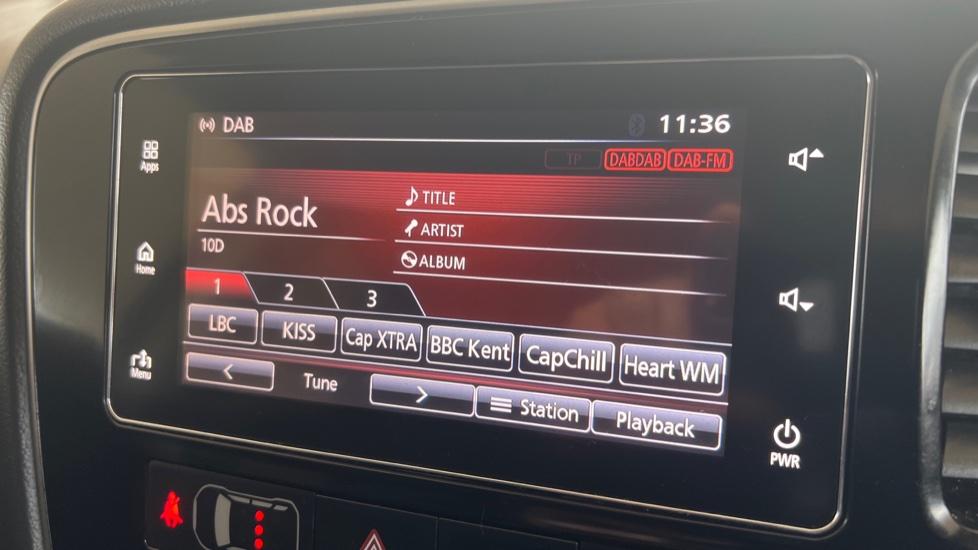 DAB 11:36
TP DABDAB DAB-FM
Apps
Abs Rock
10D
TITLE
ARTIST
ALBUM
Home
1 2 3
LBC KISS Cap XTRA BBC Kent CapChill Heart WM
Menu
< Tune > Station Playback
PWR